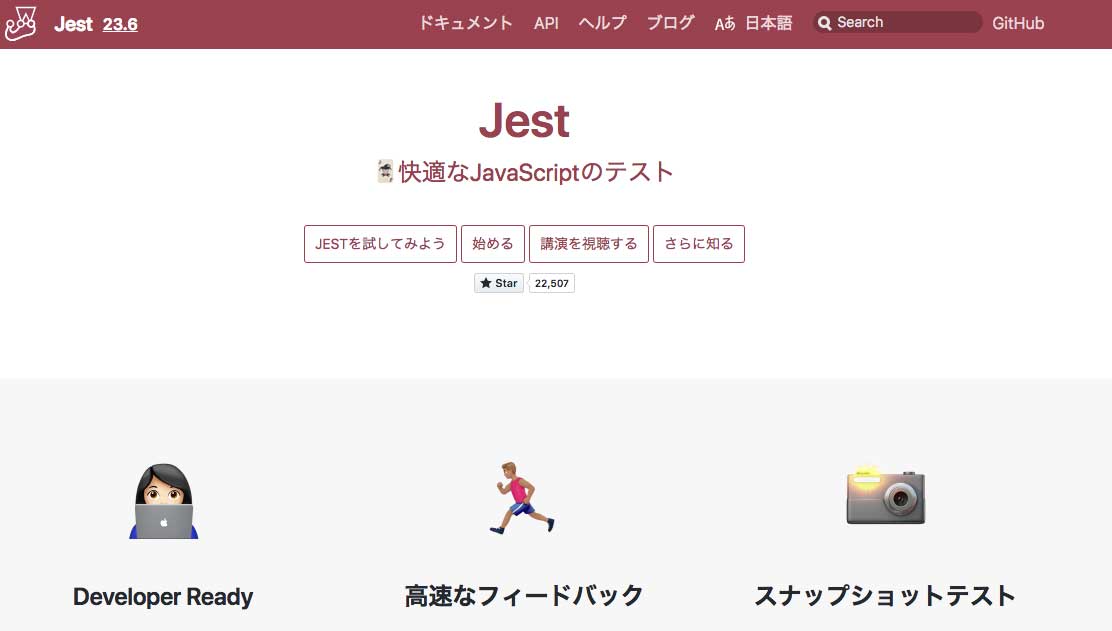 Jest 23.6 ドキュメント API ヘルプ ブログ Aあ 日本語 Search GitHub
Jest
快適なJavaScriptのテスト
JESTを試してみよう 始める 講演を視聴する さらに知る
Star 22,507
Developer Ready 高速なフィードバック スナップショットテスト